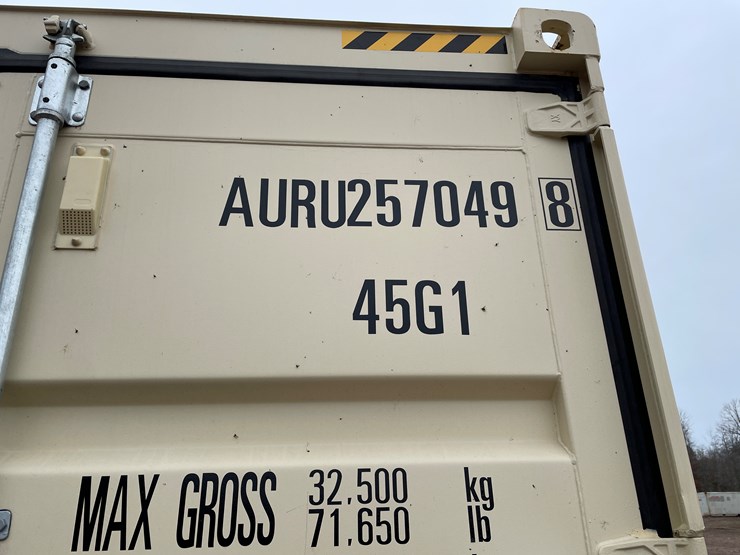 AURU257049 8
45G1
MAX GROSS 32,500 kg
71,650 lb